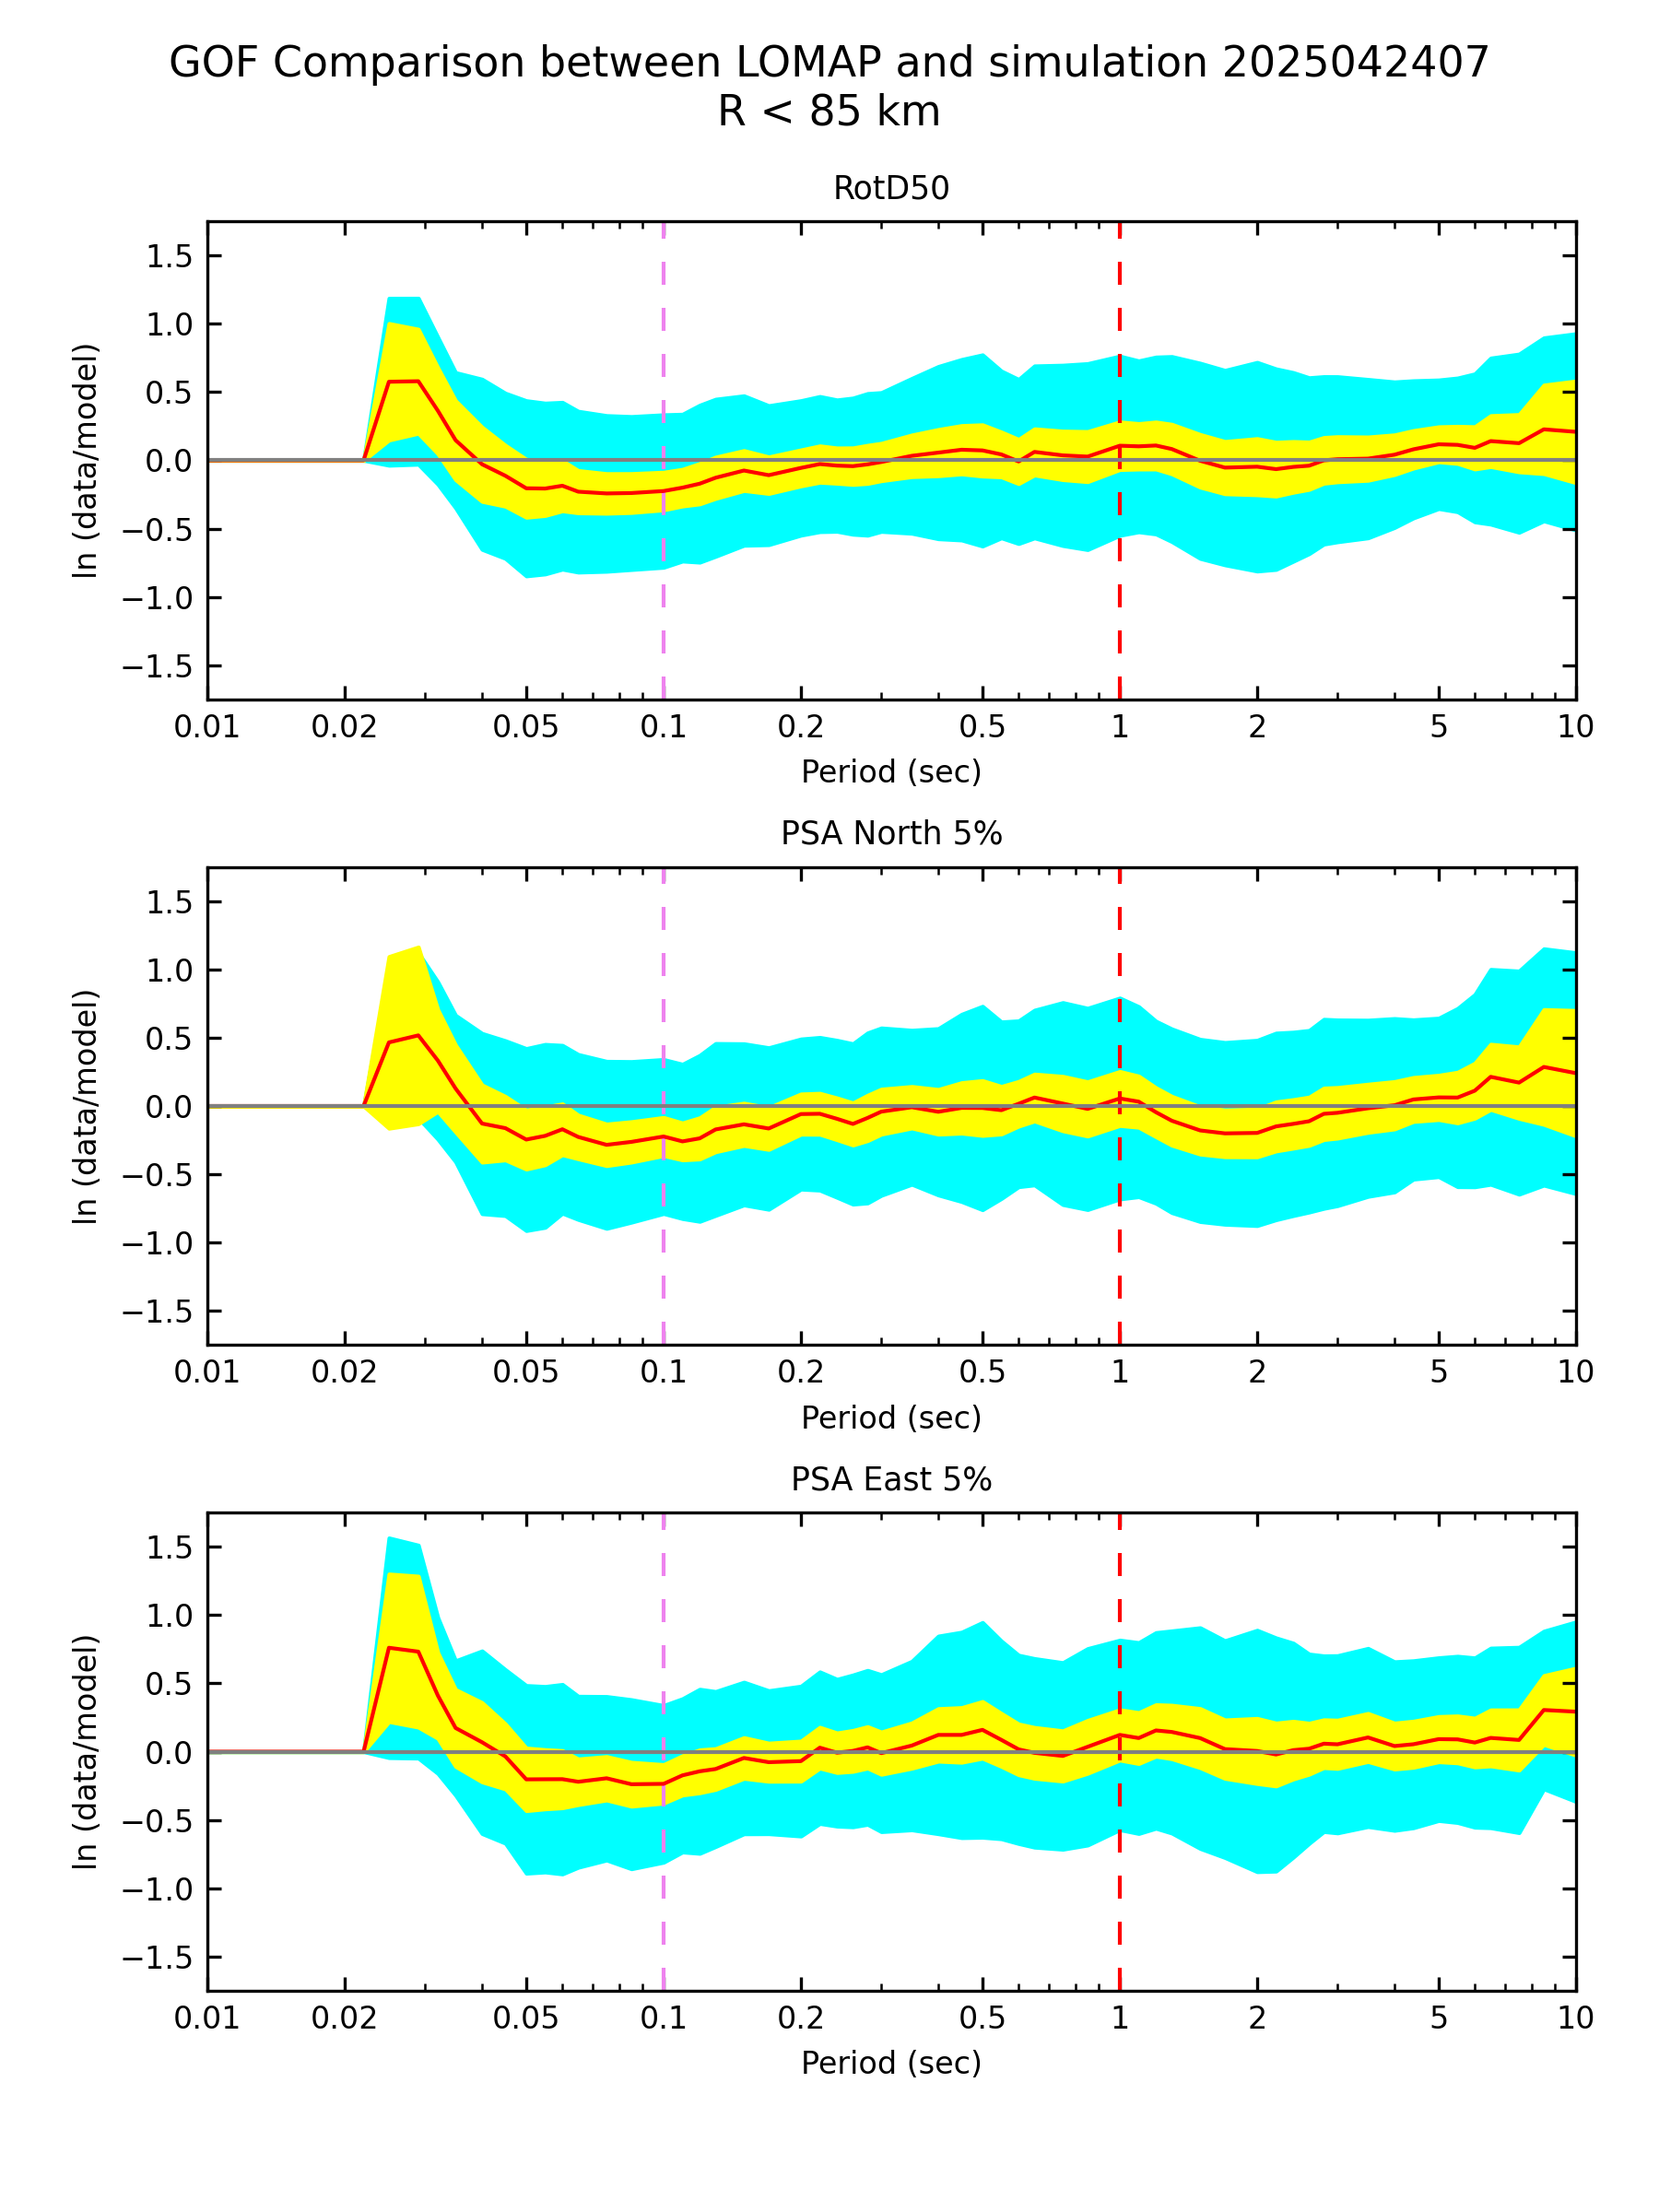 GOF Comparison between LOMAP and simulation 2025042407
R < 85 km
RotD50
ln (data/model)
1.5
1.0
0.5
0.0
−0.5
−1.0
−1.5
0.01 0.02 0.05 0.1 0.2 0.5 1 2 5 10
Period (sec)
PSA North 5%
ln (data/model)
1.5
1.0
0.5
0.0
−0.5
−1.0
−1.5
0.01 0.02 0.05 0.1 0.2 0.5 1 2 5 10
Period (sec)
PSA East 5%
ln (data/model)
1.5
1.0
0.5
0.0
−0.5
−1.0
−1.5
0.01 0.02 0.05 0.1 0.2 0.5 1 2 5 10
Period (sec)